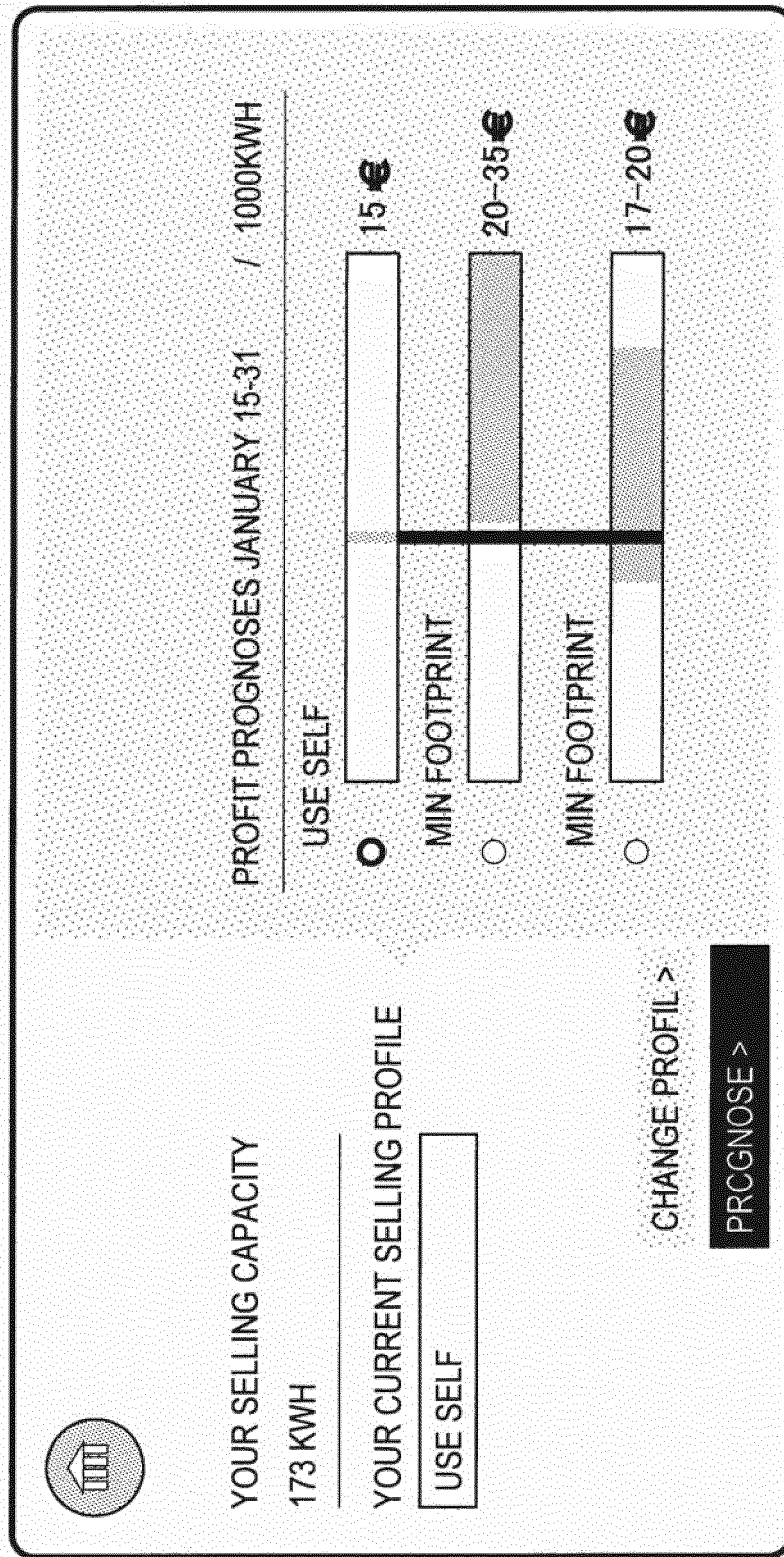 YOUR SELLING CAPACITY
173 KWH
YOUR CURRENT SELLING PROFILE
USE SELF
CHANGE PROFIL >
PRCGNOSE >
PROFIT PROGNOSES JANUARY 15-31 / 1000KWH
USE SELF
15 €
MIN FOOTPRINT
20-35 €
MIN FOOTPRINT
17-20 €